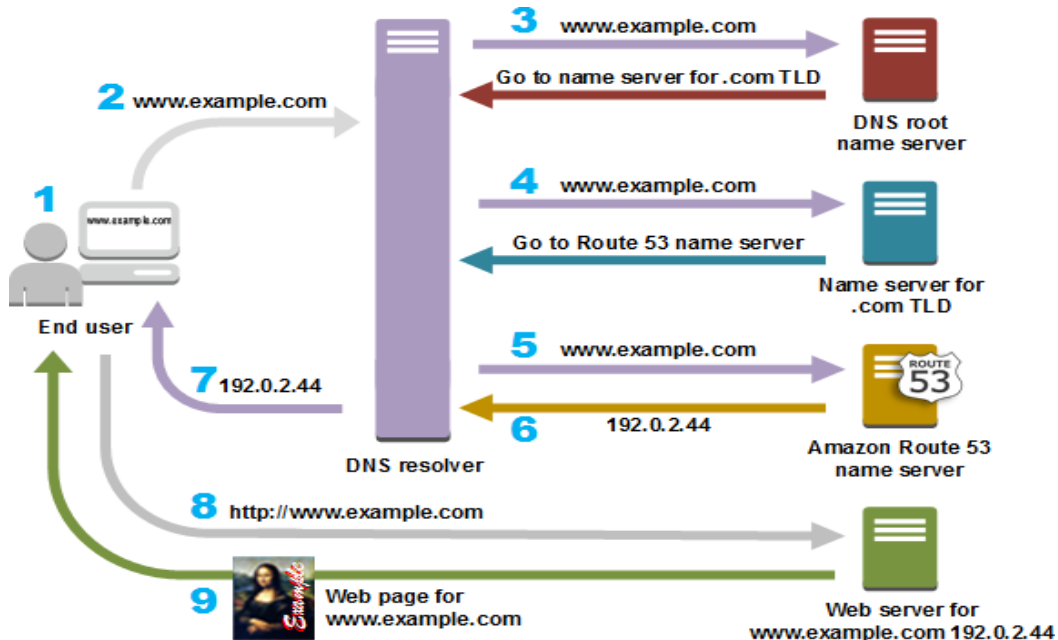 1
www.example.com
End user
2 www.example.com
DNS resolver
3 www.example.com
Go to name server for .com TLD
DNS root
name server
4 www.example.com
Go to Route 53 name server
Name server for
.com TLD
5 www.example.com
ROUTE
53
6 192.0.2.44
Amazon Route 53
name server
7 192.0.2.44
8 http://www.example.com
9
Example
Web page for
www.example.com
Web server for
www.example.com 192.0.2.44